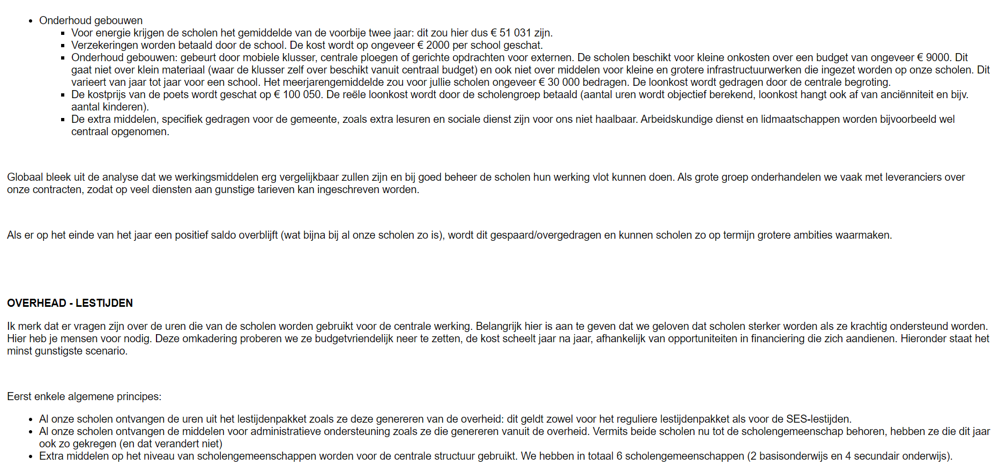 • Onderhoud gebouwen
▪ Voor energie krijgen de scholen het gemiddelde van de voorbije twee jaar: dit zou hier dus € 51 031 zijn.
▪ Verzekeringen worden betaald door de school. De kost wordt op ongeveer € 2000 per school geschat.
▪ Onderhoud gebouwen: gebeurt door mobiele klusser, centrale ploegen of gerichte opdrachten voor externen. De scholen beschikt voor kleine onkosten over een budget van ongeveer € 9000. Dit
gaat niet over klein materiaal (waar de klusser zelf over beschikt vanuit centraal budget) en ook niet over middelen voor kleine en grotere infrastructuurwerken die ingezet worden op onze scholen. Dit
varieert van jaar tot jaar voor een school. Het meerjarengemiddelde zou voor jullie scholen ongeveer € 30 000 bedragen. De loonkost wordt gedragen door de centrale begroting.
▪ De kostprijs van de poets wordt geschat op € 100 050. De reële loonkost wordt door de scholengroep betaald (aantal uren wordt objectief berekend, loonkost hangt ook af van anciënniteit en bijv.
aantal kinderen).
▪ De extra middelen, specifiek gedragen voor de gemeente, zoals extra lesuren en sociale dienst zijn voor ons niet haalbaar. Arbeidskundige dienst en lidmaatschappen worden bijvoorbeeld wel
centraal opgenomen.
Globaal bleek uit de analyse dat we werkingsmiddelen erg vergelijkbaar zullen zijn en bij goed beheer de scholen hun werking vlot kunnen doen. Als grote groep onderhandelen we vaak met leveranciers over
onze contracten, zodat op veel diensten aan gunstige tarieven kan ingeschreven worden.
Als er op het einde van het jaar een positief saldo overblijft (wat bijna bij al onze scholen zo is), wordt dit gespaard/overgedragen en kunnen scholen zo op termijn grotere ambities waarmaken.
OVERHEAD - LESTIJDEN
Ik merk dat er vragen zijn over de uren die van de scholen worden gebruikt voor de centrale werking. Belangrijk hier is aan te geven dat we geloven dat scholen sterker worden als ze krachtig ondersteund worden.
Hier heb je mensen voor nodig. Deze omkadering proberen we ze budgetvriendelijk neer te zetten, de kost scheelt jaar na jaar, afhankelijk van opportuniteiten in financiering die zich aandienen. Hieronder staat het
minst gunstigste scenario.
Eerst enkele algemene principes:
• Al onze scholen ontvangen de uren uit het lestijdenpakket zoals ze deze genereren van de overheid: dit geldt zowel voor het reguliere lestijdenpakket als voor de SES-lestijden.
• Al onze scholen ontvangen de middelen voor administratieve ondersteuning zoals ze die genereren vanuit de overheid. Vermits beide scholen nu tot de scholengemeenschap behoren, hebben ze die dit jaar
ook zo gekregen (en dat verandert niet)
• Extra middelen op het niveau van scholengemeenschappen worden voor de centrale structuur gebruikt. We hebben in totaal 6 scholengemeenschappen (2 basisonderwijs en 4 secundair onderwijs).